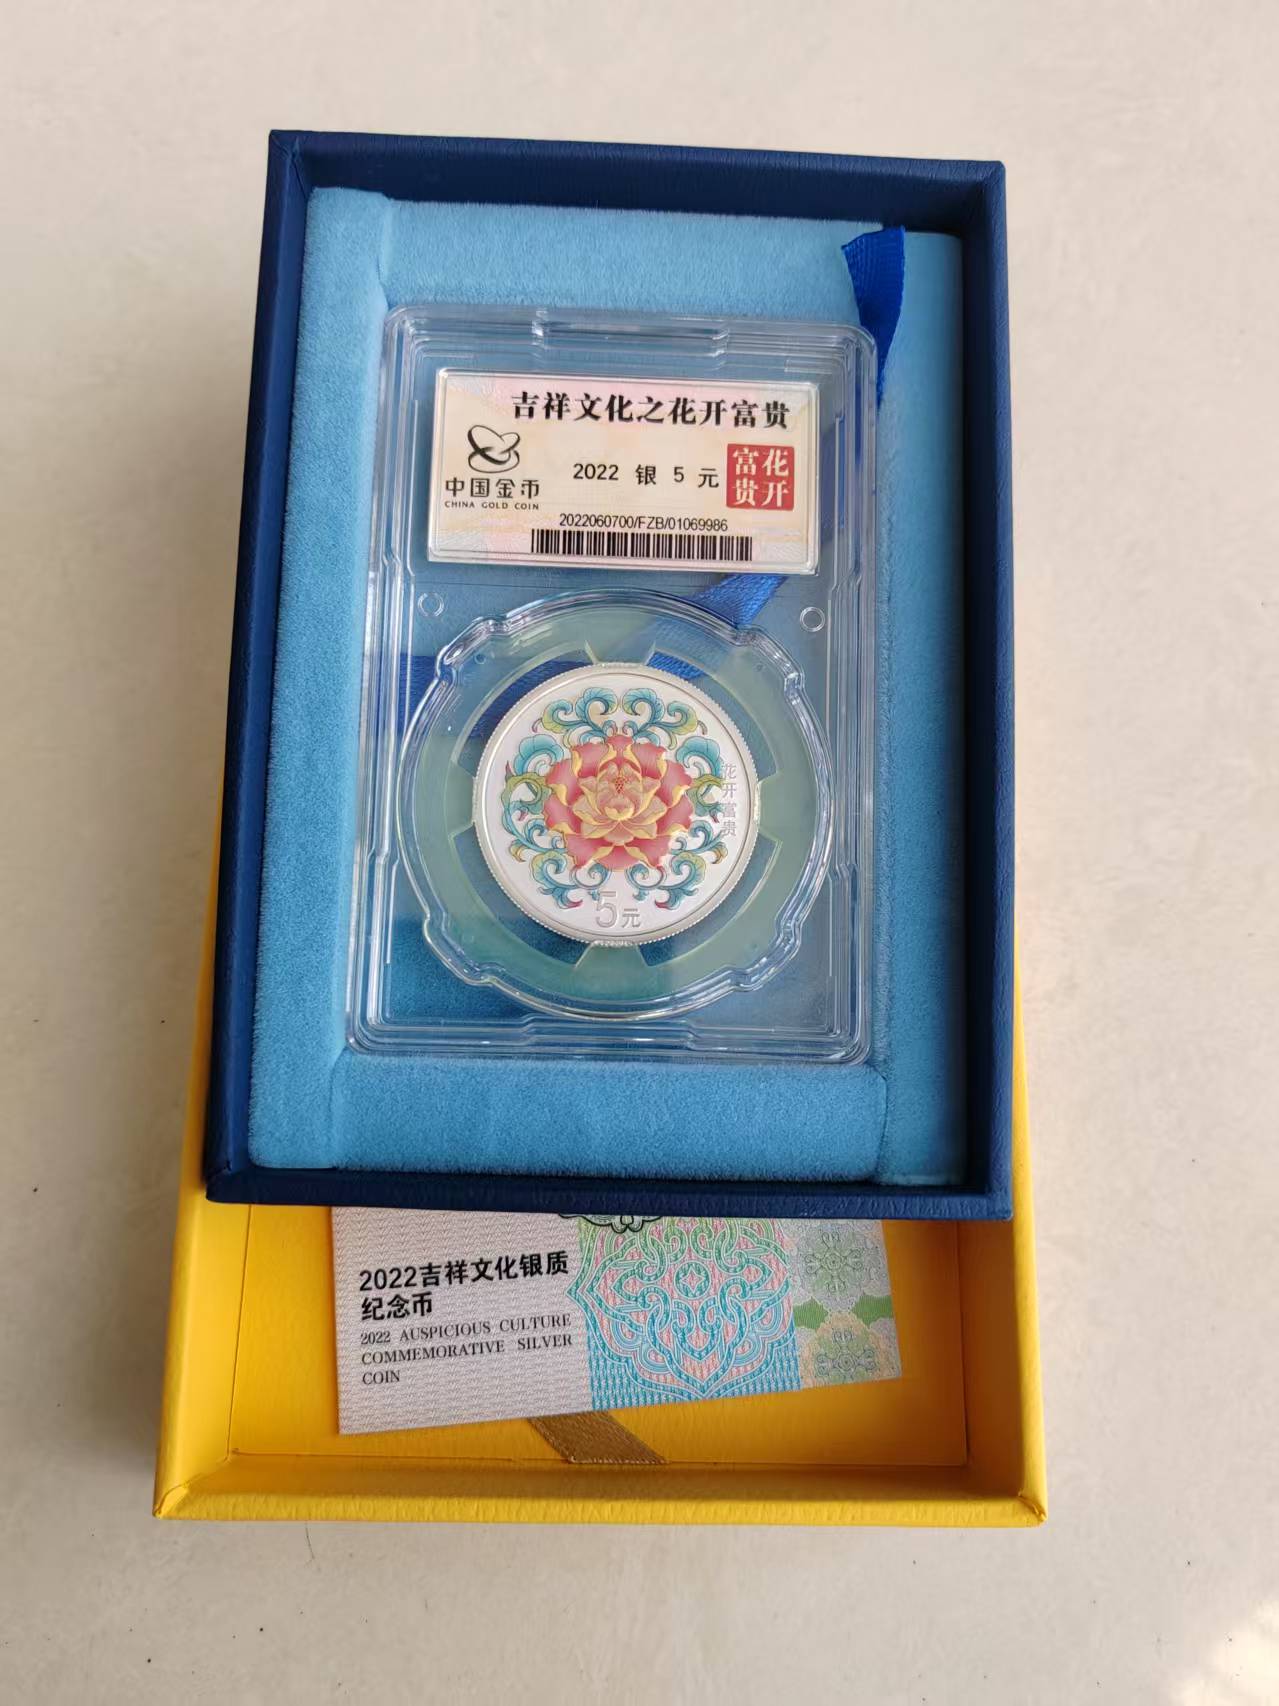 吉祥文化之花开富贵
中国金币
CHINA GOLD COIN
2022 银 5 元
花开
富贵
2022060700/FZB/01069986
花开富贵
5元
2022吉祥文化银质
纪念币
2022 AUSPICIOUS CULTURE
COMMEMORATIVE SILVER
COIN